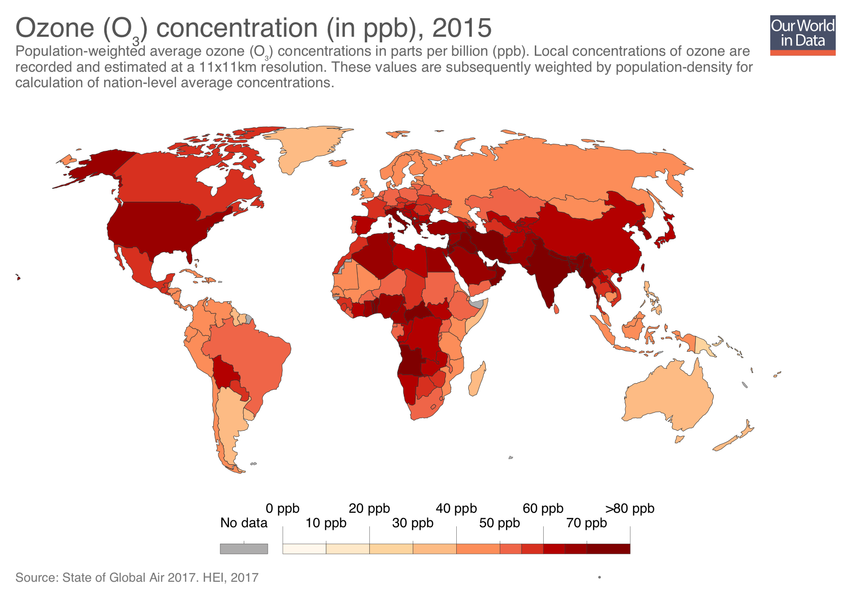 Ozone (O₃) concentration (in ppb), 2015
Our World
in Data
Population-weighted average ozone (O₃) concentrations in parts per billion (ppb). Local concentrations of ozone are
recorded and estimated at a 11x11km resolution. These values are subsequently weighted by population-density for
calculation of nation-level average concentrations.
0 ppb 20 ppb 40 ppb 60 ppb >80 ppb
No data 10 ppb 30 ppb 50 ppb 70 ppb
Source: State of Global Air 2017. HEI, 2017